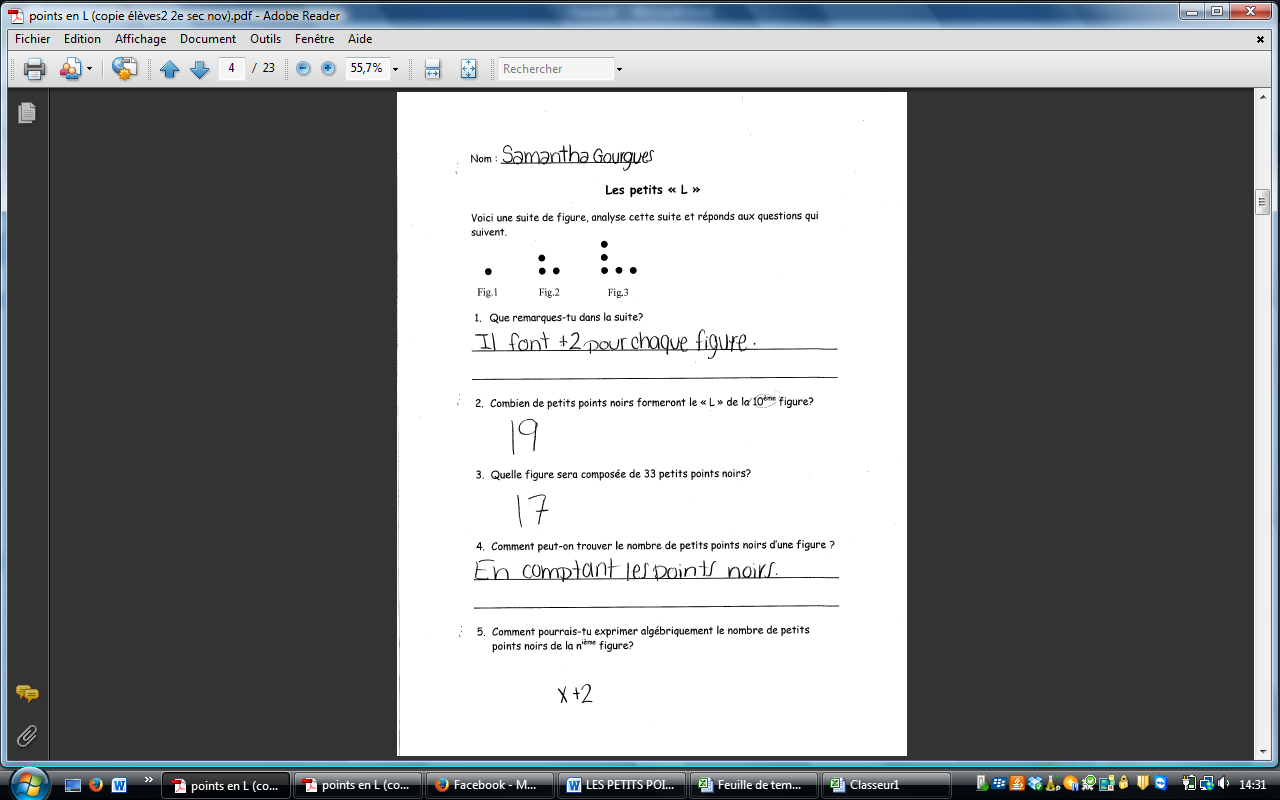 points en L (copie élèves2 2e sec nov).pdf - Adobe Reader
Fichier Edition Affichage Document Outils Fenêtre Aide
4 / 23 55,7% Rechercher
Nom : Samantha Gourgues
Les petits « L »
Voici une suite de figure, analyse cette suite et réponds aux questions qui
suivent.
Fig.1 Fig.2 Fig.3
1. Que remarques-tu dans la suite?
Il font +2 pour chaque figure.
2. Combien de petits points noirs formeront le « L » de la 10ème figure?
19
3. Quelle figure sera composée de 33 petits points noirs?
17
4. Comment peut-on trouver le nombre de petits points noirs d'une figure ?
En comptant les points noirs.
5. Comment pourrais-tu exprimer algébriquement le nombre de petits
points noirs de la nième figure?
x+2
points en L (co... points en L (co... Facebook - M... LES PETITS POI... Feuille de tem... Classeur1 14:31